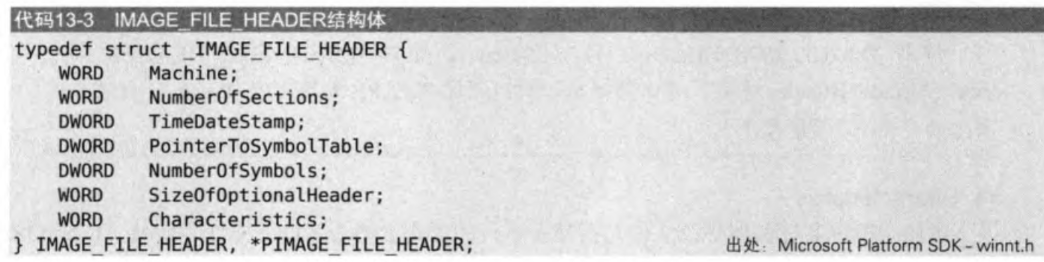 代码13-3 IMAGE_FILE_HEADER结构体
typedef struct _IMAGE_FILE_HEADER {
WORD Machine;
WORD NumberOfSections;
DWORD TimeDateStamp;
DWORD PointerToSymbolTable;
DWORD NumberOfSymbols;
WORD SizeOfOptionalHeader;
WORD Characteristics;
} IMAGE_FILE_HEADER, *PIMAGE_FILE_HEADER;
出处: Microsoft Platform SDK - winnt.h